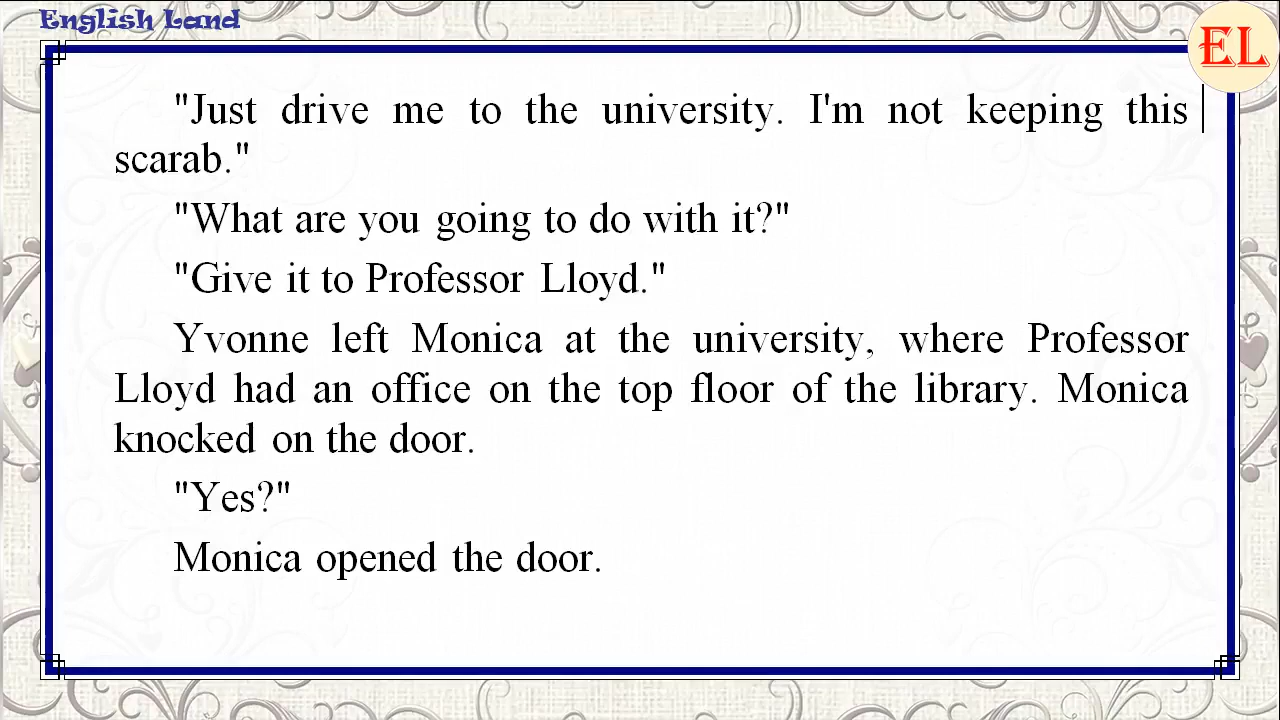 English Land
EL
"Just drive me to the university. I'm not keeping this
scarab."
"What are you going to do with it?"
"Give it to Professor Lloyd."
Yvonne left Monica at the university, where Professor
Lloyd had an office on the top floor of the library. Monica
knocked on the door.
"Yes?"
Monica opened the door.